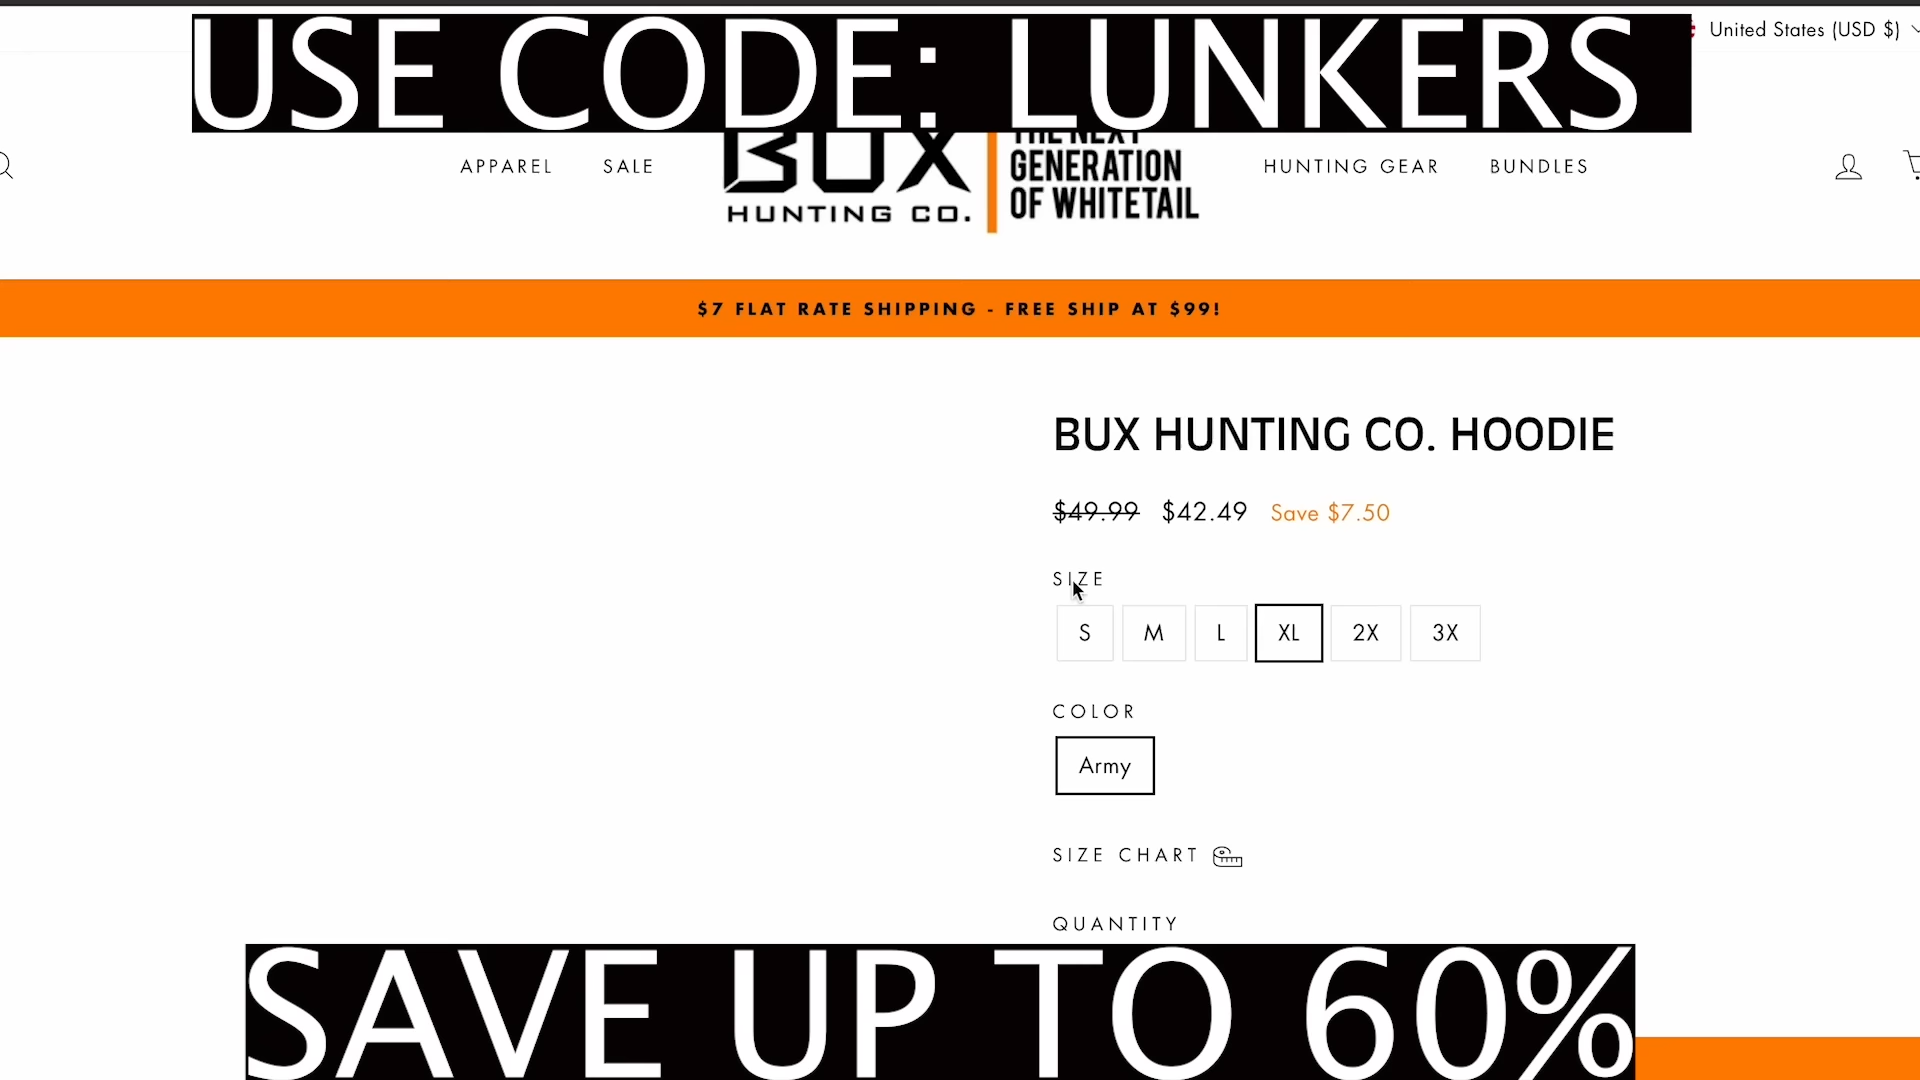 USE CODE: LUNKERS
United States (USD $)
APPAREL
SALE
BUX
HUNTING CO.
THE NEXT
GENERATION
OF WHITETAIL
HUNTING GEAR
BUNDLES
$7 FLAT RATE SHIPPING - FREE SHIP AT $99!
BUX HUNTING CO. HOODIE
$49.99 $42.49 Save $7.50
SIZE
S M L XL 2X 3X
COLOR
Army
SIZE CHART
QUANTITY
SAVE UP TO 60%